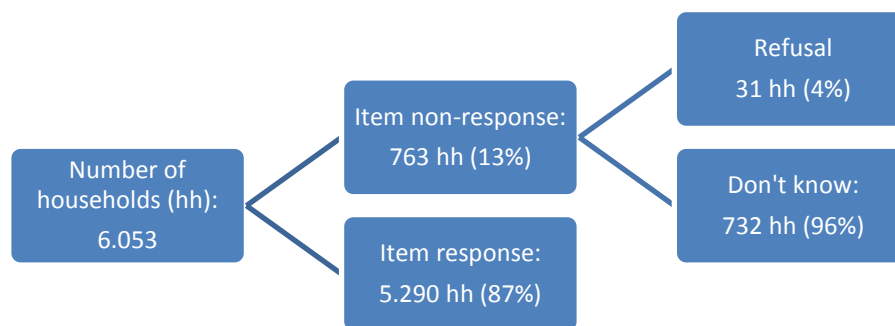 Number of
households (hh):
6.053
Item non-response:
763 hh (13%)
Item response:
5.290 hh (87%)
Refusal
31 hh (4%)
Don't know:
732 hh (96%)